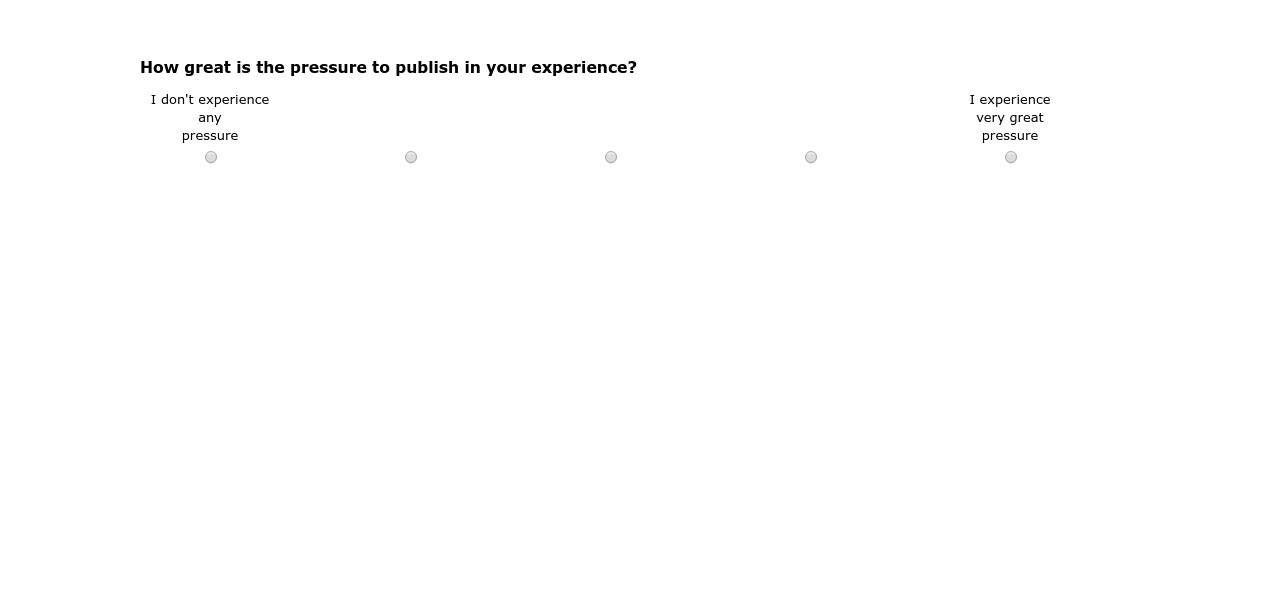 How great is the pressure to publish in your experience?
I don't experience
any
pressure
I experience
very great
pressure